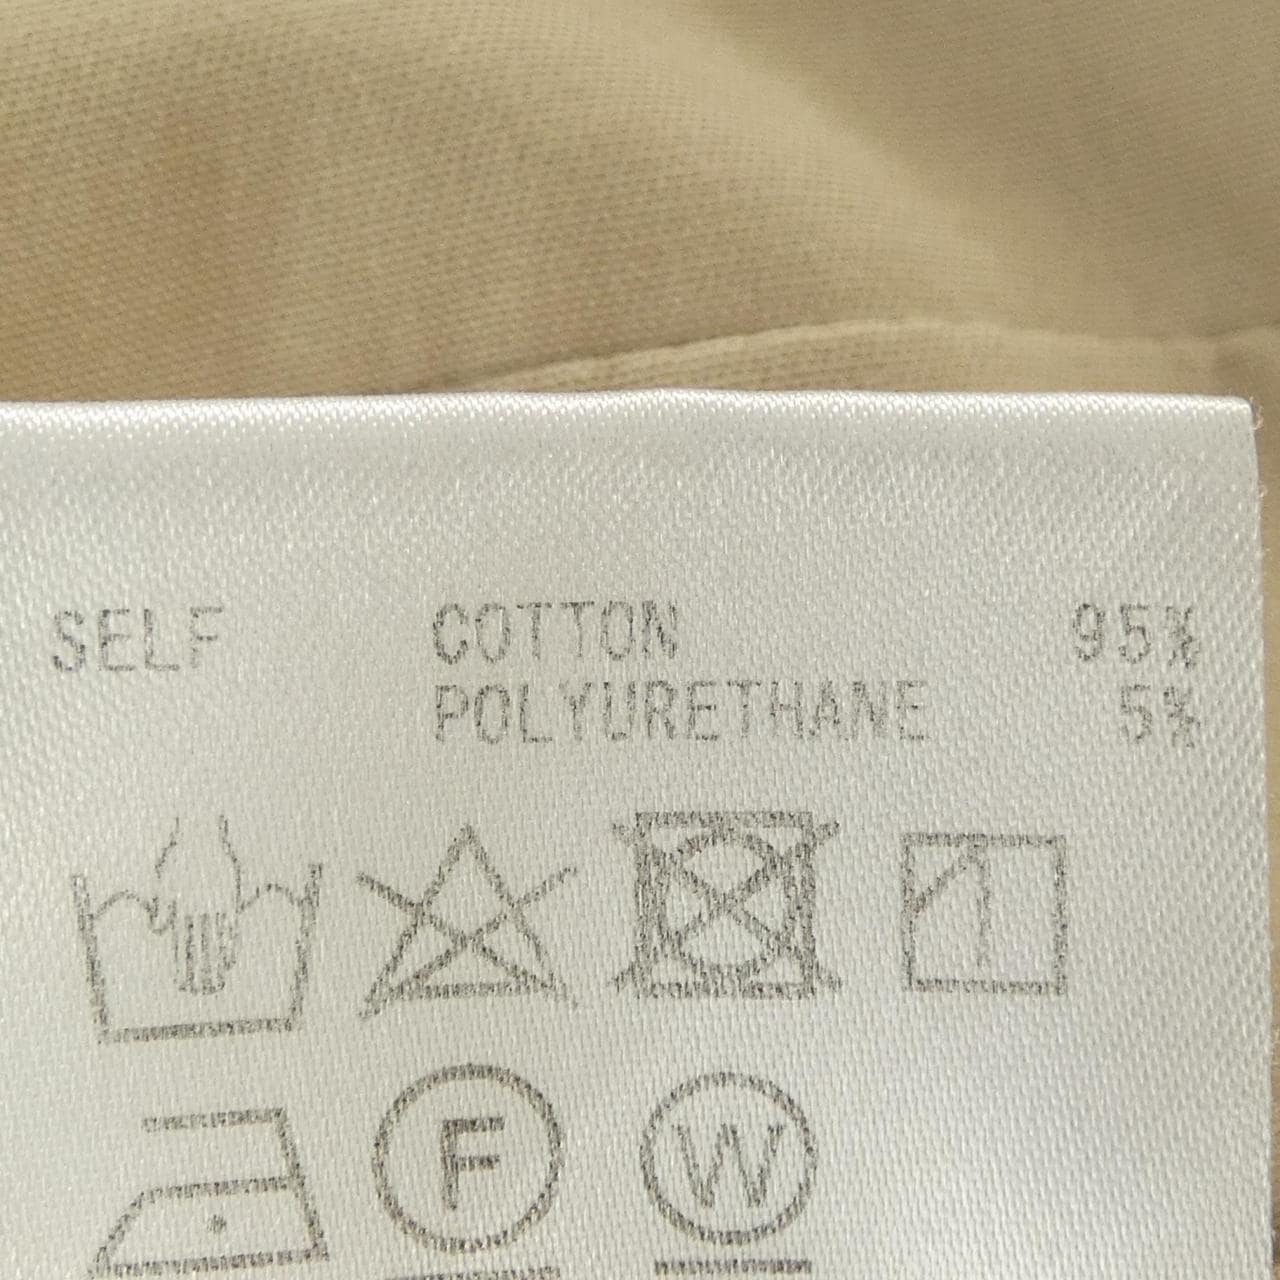 SELF COTTON 95%
POLYURETHANE 5%
F W